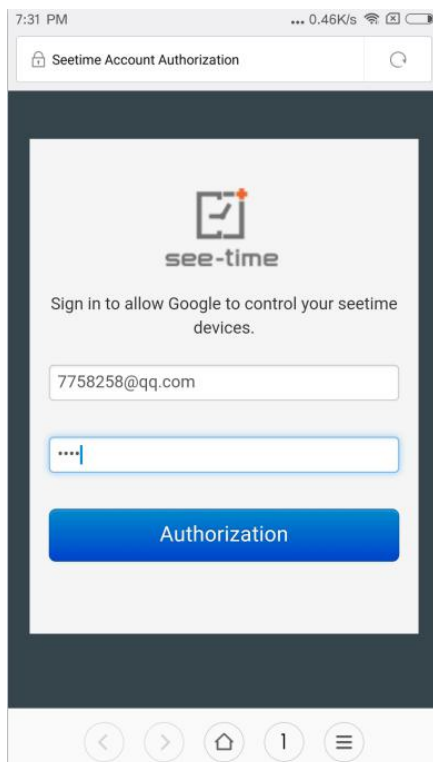 7:31 PM ... 0.46K/s
Seetime Account Authorization
see-time
Sign in to allow Google to control your seetime
devices.
7758258@qq.com
••••
Authorization
1